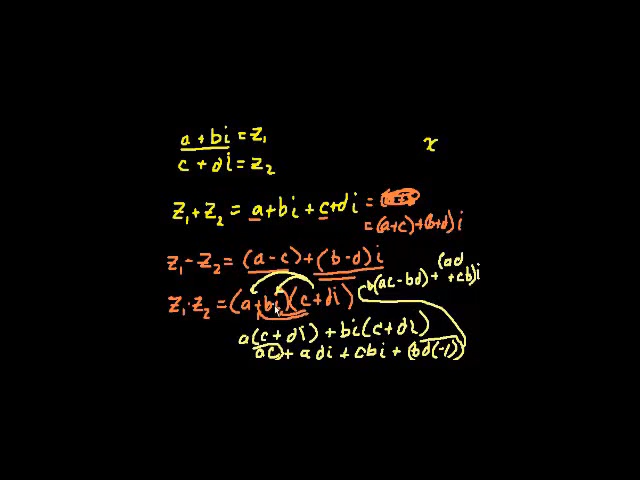 a+bi = z₁
x
c+di = z₂
z₁+z₂ = a+bi+c+di =
= (a+c)+(b+d)i
z₁-z₂ = (a-c)+(b-d)i
z₁·z₂ = (a+bi)(c+di)
(ac-bd)+(ad+cb)i
a(c+di)+bi(c+di)
ac+adi+cbi+(bd(-1))